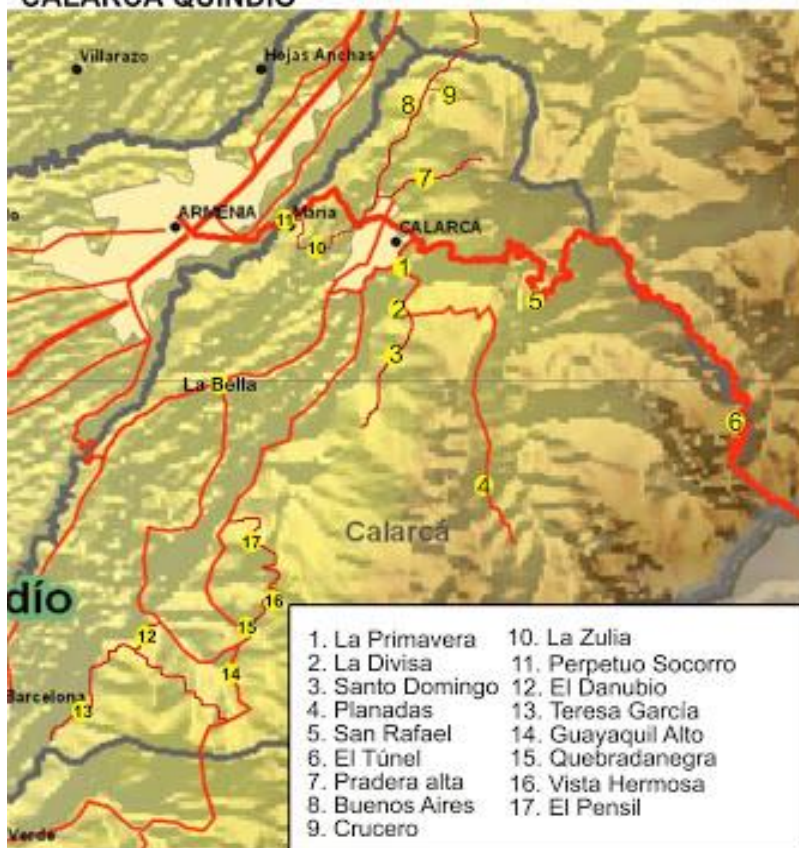 CALARCA QUINDIO
Villarazo
Hojas Anchas
8
9
7
ARMENIA
11
Maria
10
CALARCÁ
1
2
5
3
La Bella
6
4
Calarcá
17
dío
16
15
12
14
Barcelona
13
Verde
1. La Primavera
2. La Divisa
3. Santo Domingo
4. Planadas
5. San Rafael
6. El Túnel
7. Pradera alta
8. Buenos Aires
9. Crucero
10. La Zulia
11. Perpetuo Socorro
12. El Danubio
13. Teresa García
14. Guayaquil Alto
15. Quebradanegra
16. Vista Hermosa
17. El Pensil